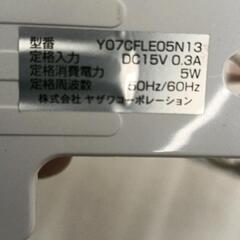 型番 Y07CFLE05N13
定格入力 DC15V 0.3A
定格消費電力 5W
定格周波数 50Hz/60Hz
株式会社 ヤザワコーポレーション